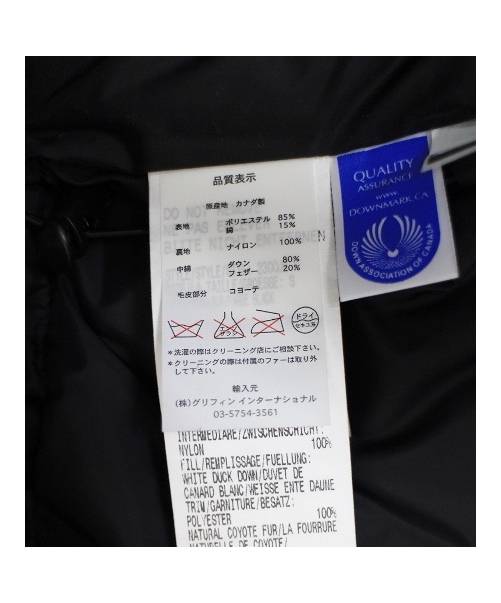 品質表示
原産地 カナダ製
表地 ポリエステル 85%
綿 15%
裏地 ナイロン 100%
中綿 ダウン 80%
フェザー 20%
毛皮部分 コヨーテ
ドライ
セキユ系
*洗濯の際はクリーニング店にご相談下さい。
*クリーニングの際は付属のファーは取り外
して下さい。
輸入元
(株)グリフィン インターナショナル
03-5754-3561
INTERMEDIARE/ZWISCHENSCHICHT:
NYLON 100%
FILL/REMPLISSAGE/FUELLUNG:
WHITE DUCK DOWN/DUVET DE
CANARD BLANC/WEISSE ENTE DAUNE
TRIM/GARNITURE/BESATZ:
POLYESTER 100%
NATURAL COYOTE FUR/LA FOURRURE
NATURELLE DE COYOTE/
QUALITY
ASSURANCE
www.
DOWNMARK.CA
DOWN ASSOCIATION OF CANADA